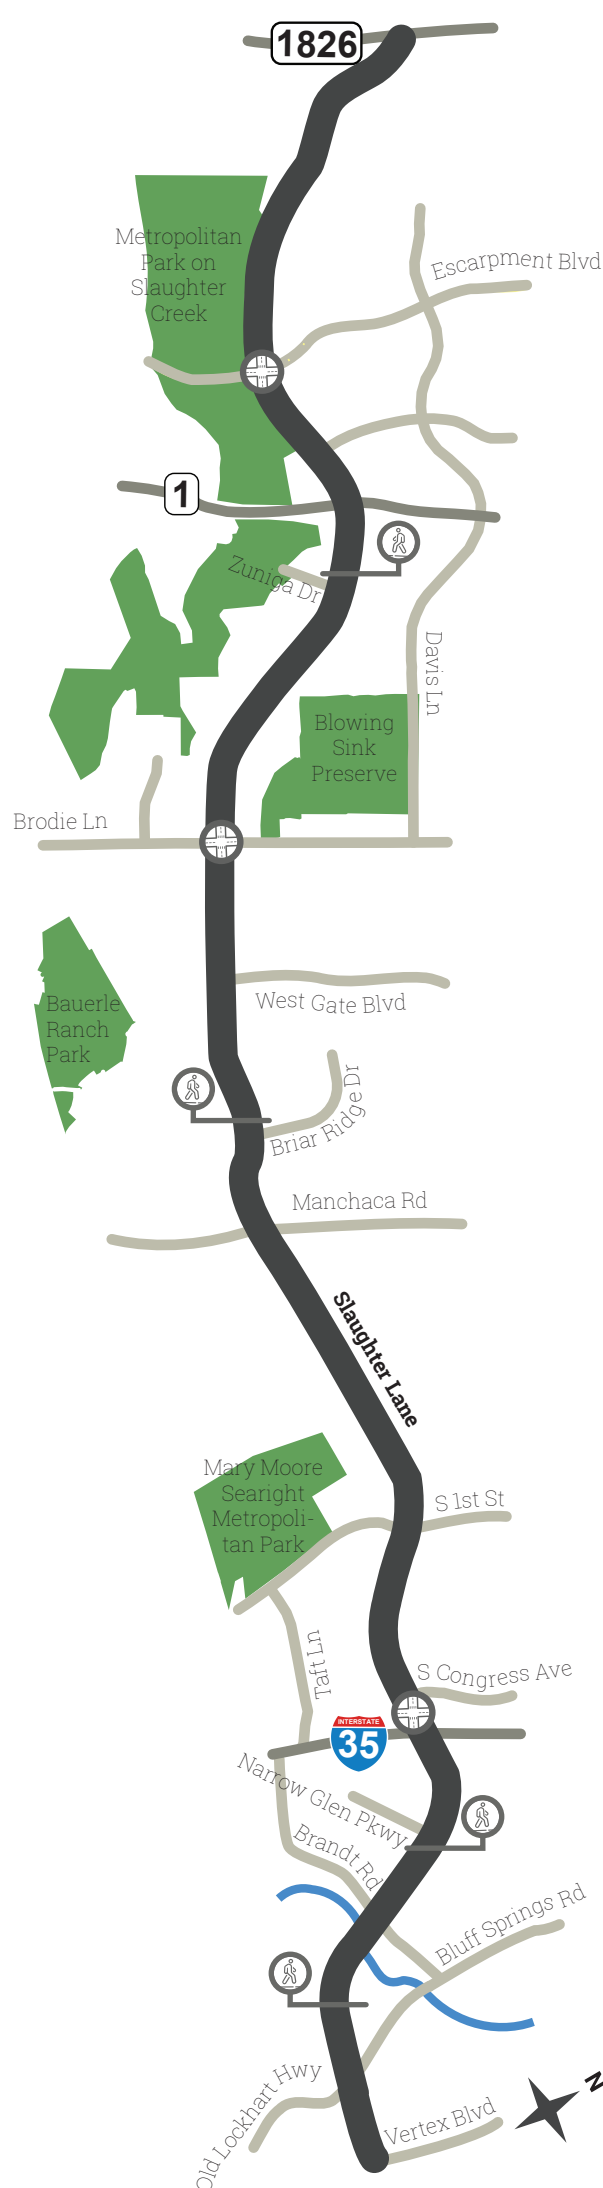 1826
Escarpment Blvd
Metropolitan
Park on
Slaughter
Creek
1
Zuniga Dr
Davis Ln
Blowing
Sink
Preserve
Brodie Ln
West Gate Blvd
Bauerle
Ranch
Park
Briar Ridge Dr
Manchaca Rd
Slaughter Lane
Mary Moore
Searight
Metropoli-
tan Park
S 1st St
Taft Ln
S Congress Ave
INTERSTATE
35
Narrow Glen Pkwy
Brandt Rd
Bluff Springs Rd
Old Lockhart Hwy
Vertex Blvd
N